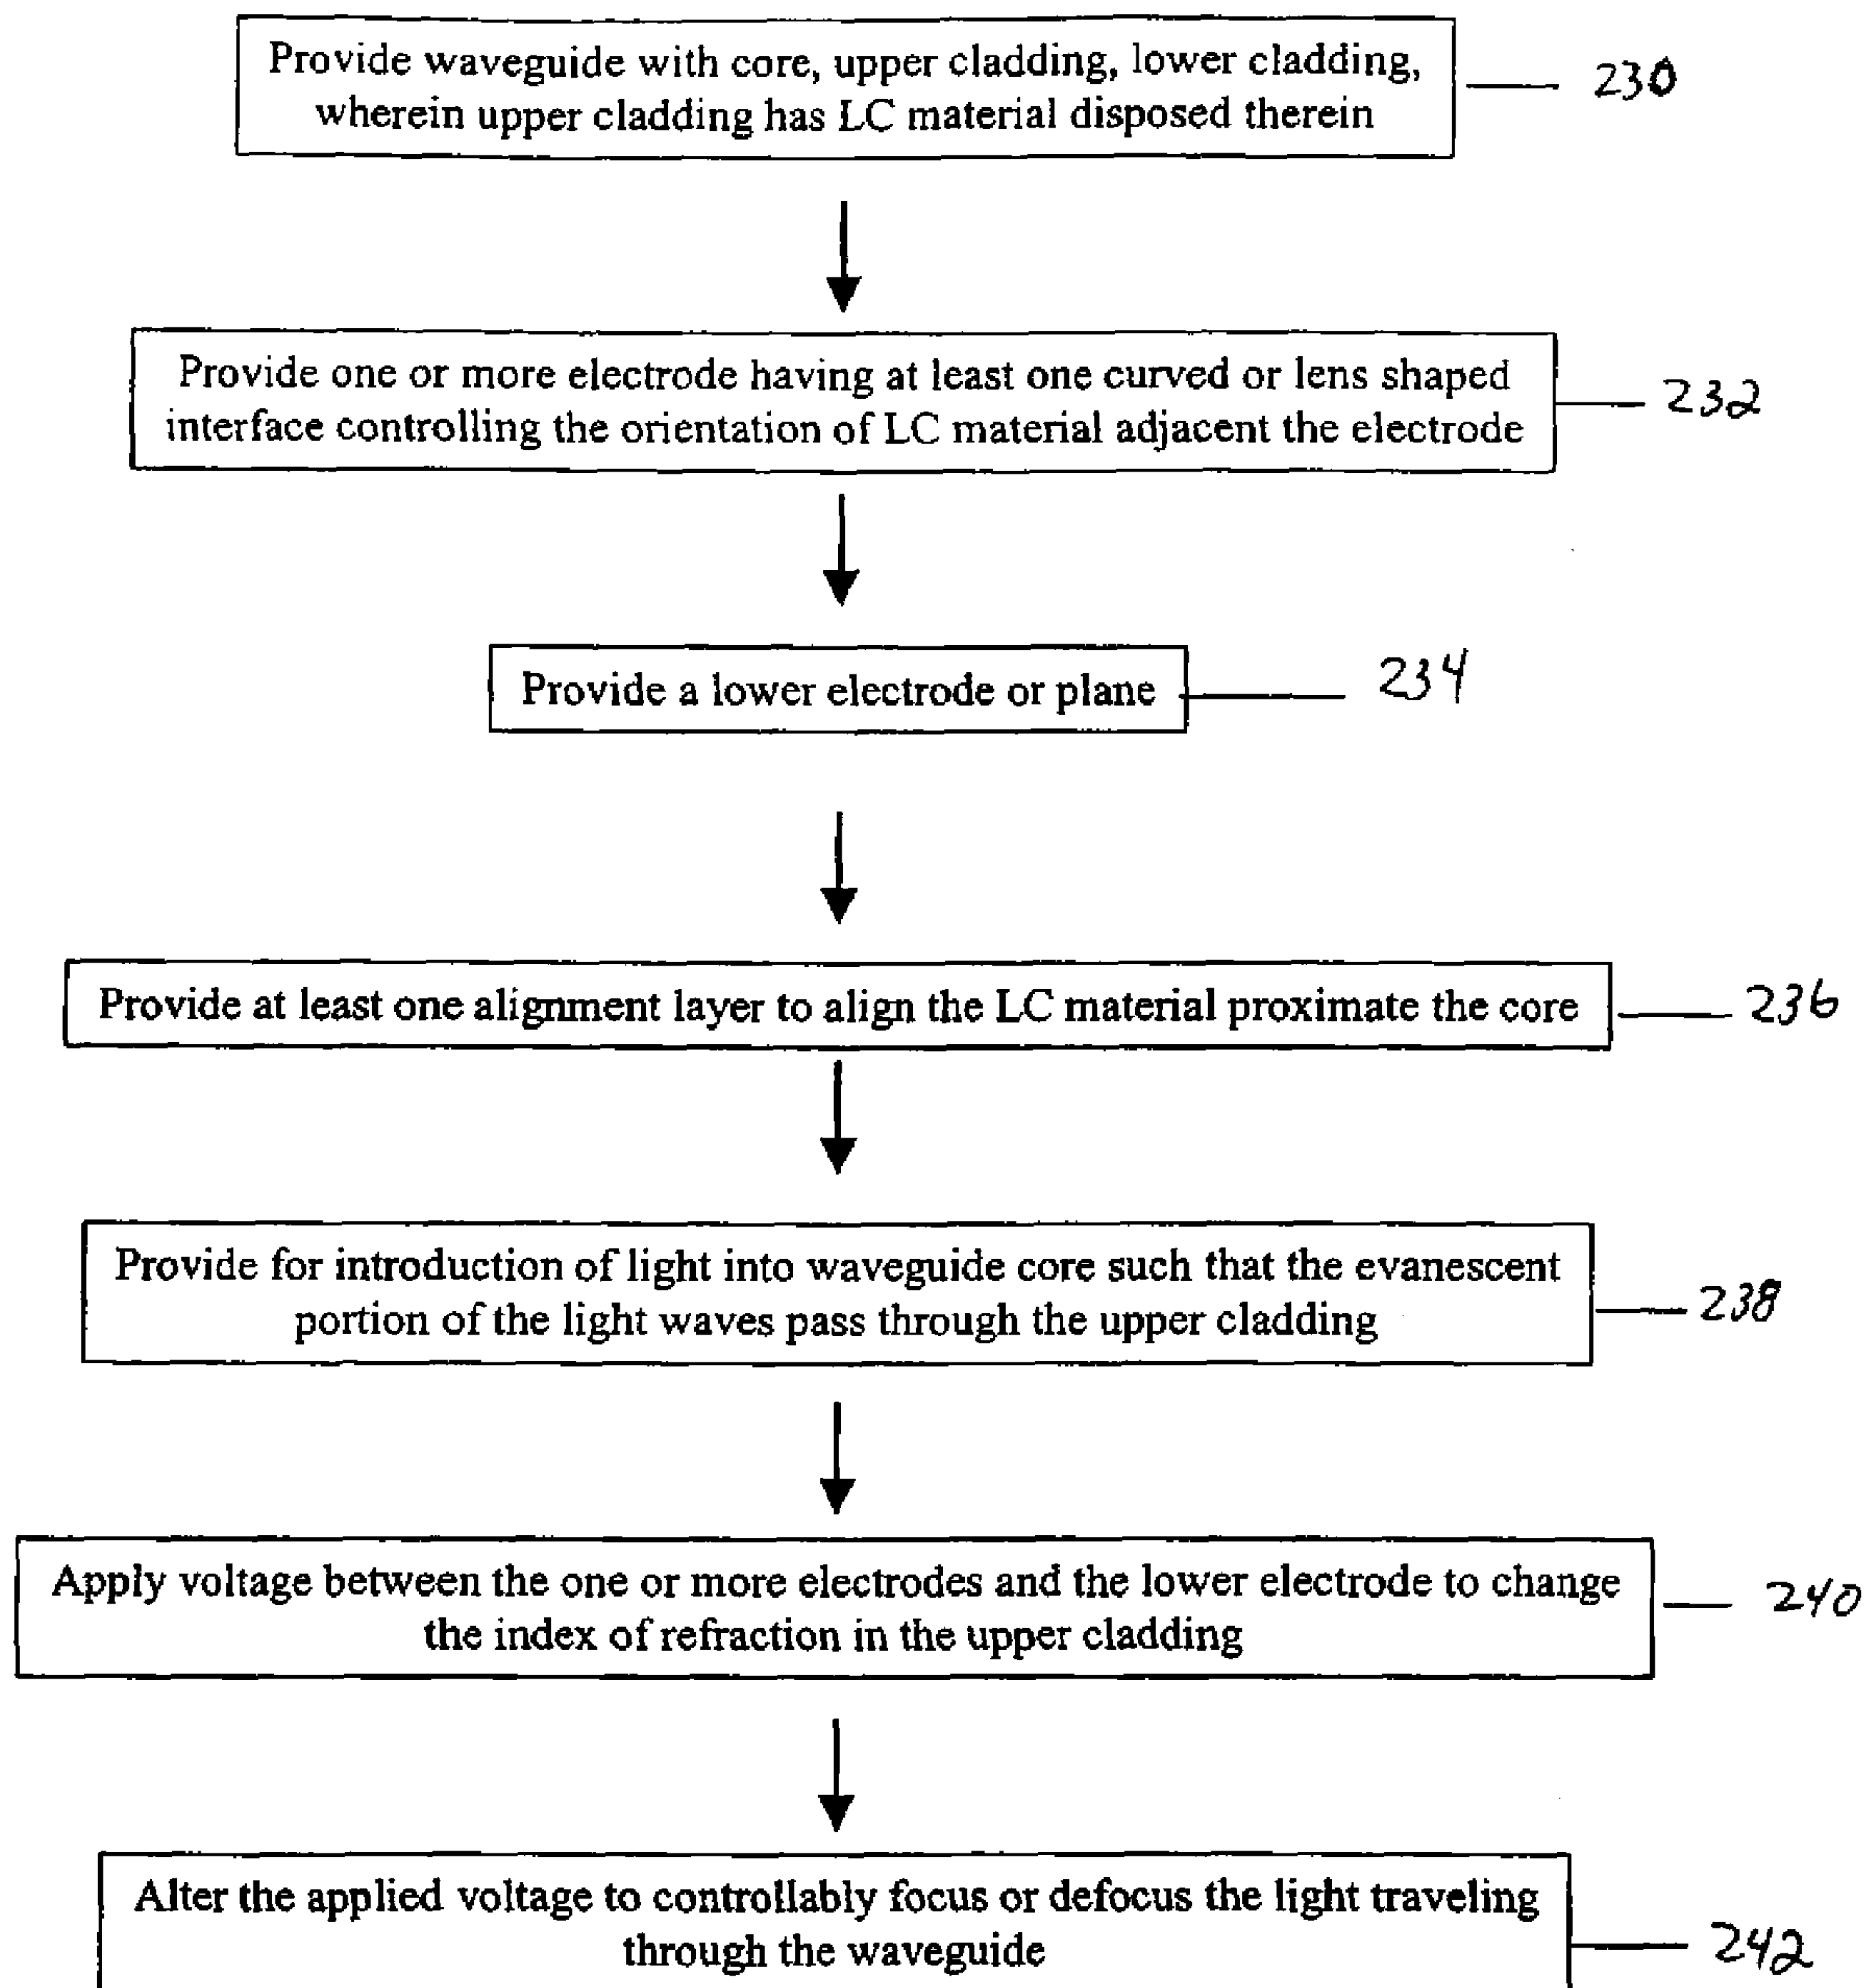 Provide waveguide with core, upper cladding, lower cladding,
wherein upper cladding has LC material disposed therein
230
Provide one or more electrode having at least one curved or lens shaped
interface controlling the orientation of LC material adjacent the electrode
232
Provide a lower electrode or plane
234
Provide at least one alignment layer to align the LC material proximate the core
236
Provide for introduction of light into waveguide core such that the evanescent
portion of the light waves pass through the upper cladding
238
Apply voltage between the one or more electrodes and the lower electrode to change
the index of refraction in the upper cladding
240
Alter the applied voltage to controllably focus or defocus the light traveling
through the waveguide
242